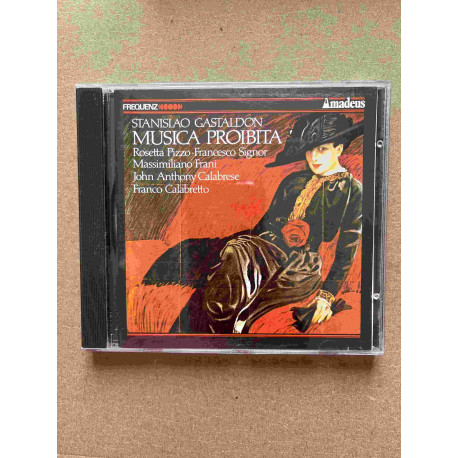 FREQUENZ
Amadeus
STANISLAO GASTALDON
MUSICA PROIBITA
Rosetta Pizzo-Francesco Signor
Massimiliano Frani
John Anthony Calabrese
Franco Calabretto